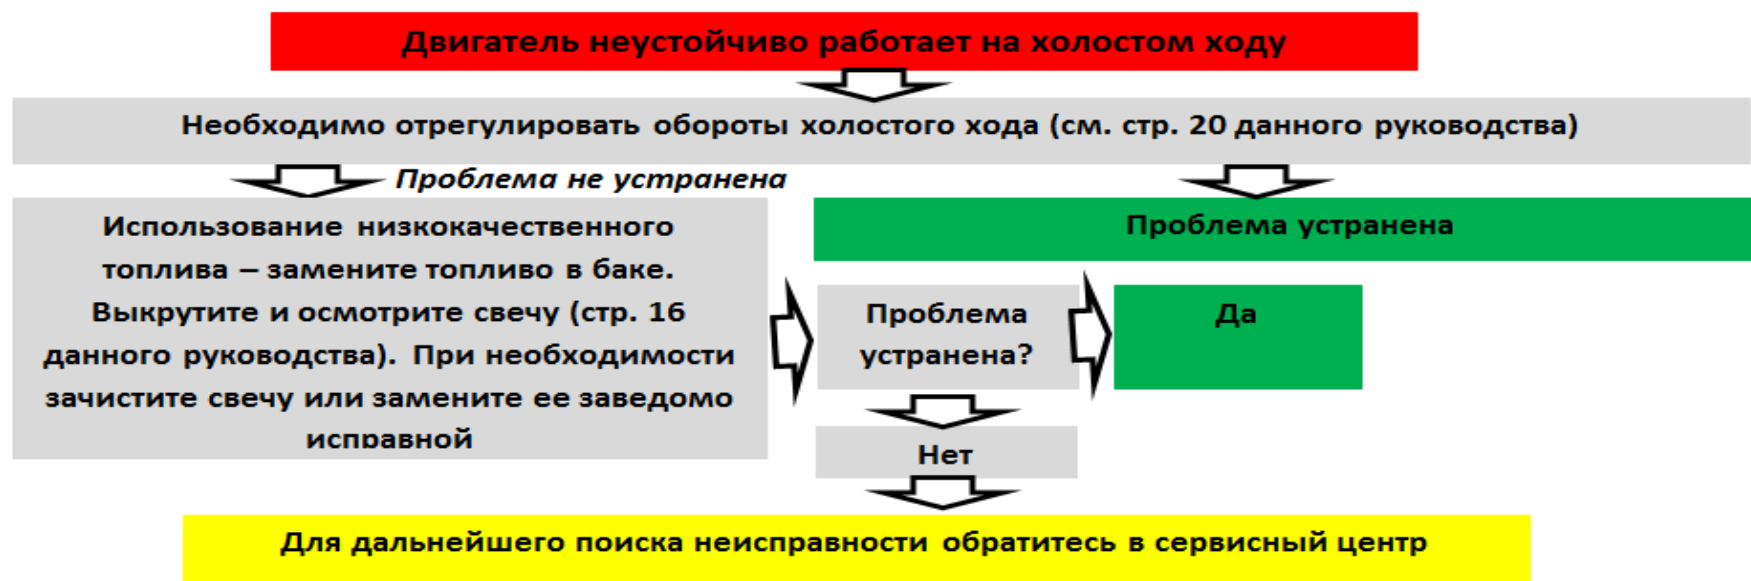 Двигатель неустойчиво работает на холостом ходу
Необходимо отрегулировать обороты холостого хода (см. стр. 20 данного руководства)
Проблема не устранена
Использование низкокачественного
топлива – замените топливо в баке.
Выкрутите и осмотрите свечу (стр. 16
данного руководства). При необходимости
зачистите свечу или замените ее заведомо
исправной
Проблема устранена
Проблема
устранена?
Да
Нет
Для дальнейшего поиска неисправности обратитесь в сервисный центр